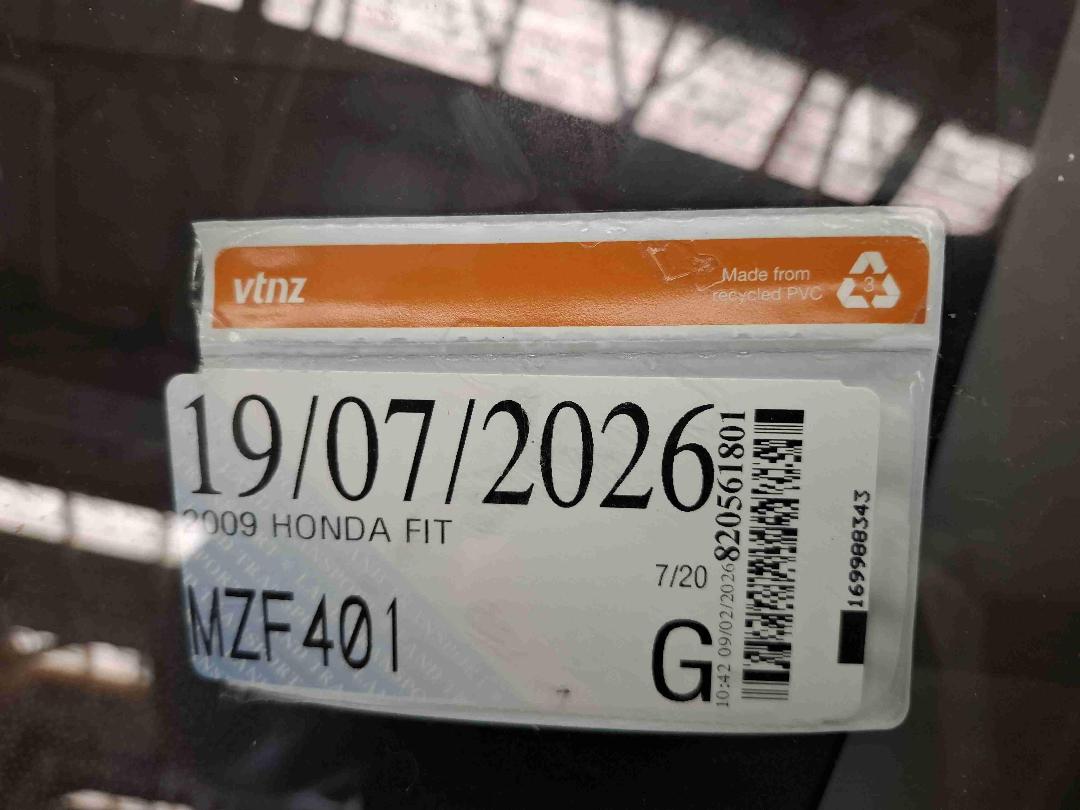 vtnz
Made from
recycled PVC
3
19/07/2026
2009 HONDA FIT
7/20
MZF401
G
10:42 09/02/2026
820561801
169988343